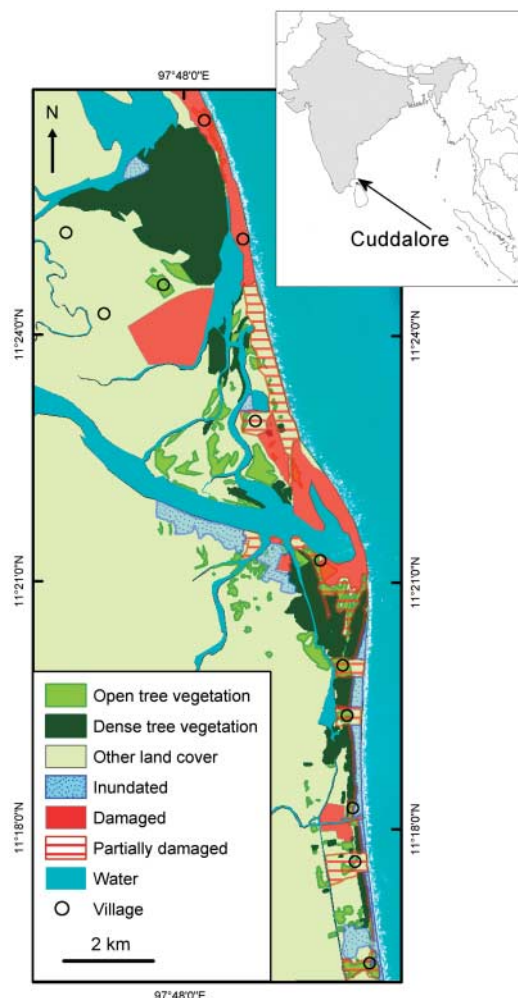 97°48'0"E
N
Cuddalore
11°24'0"N
11°24'0"N
11°21'0"N
11°21'0"N
11°18'0"N
11°18'0"N
Open tree vegetation
Dense tree vegetation
Other land cover
Inundated
Damaged
Partially damaged
Water
Village
2 km
97°48'0"E